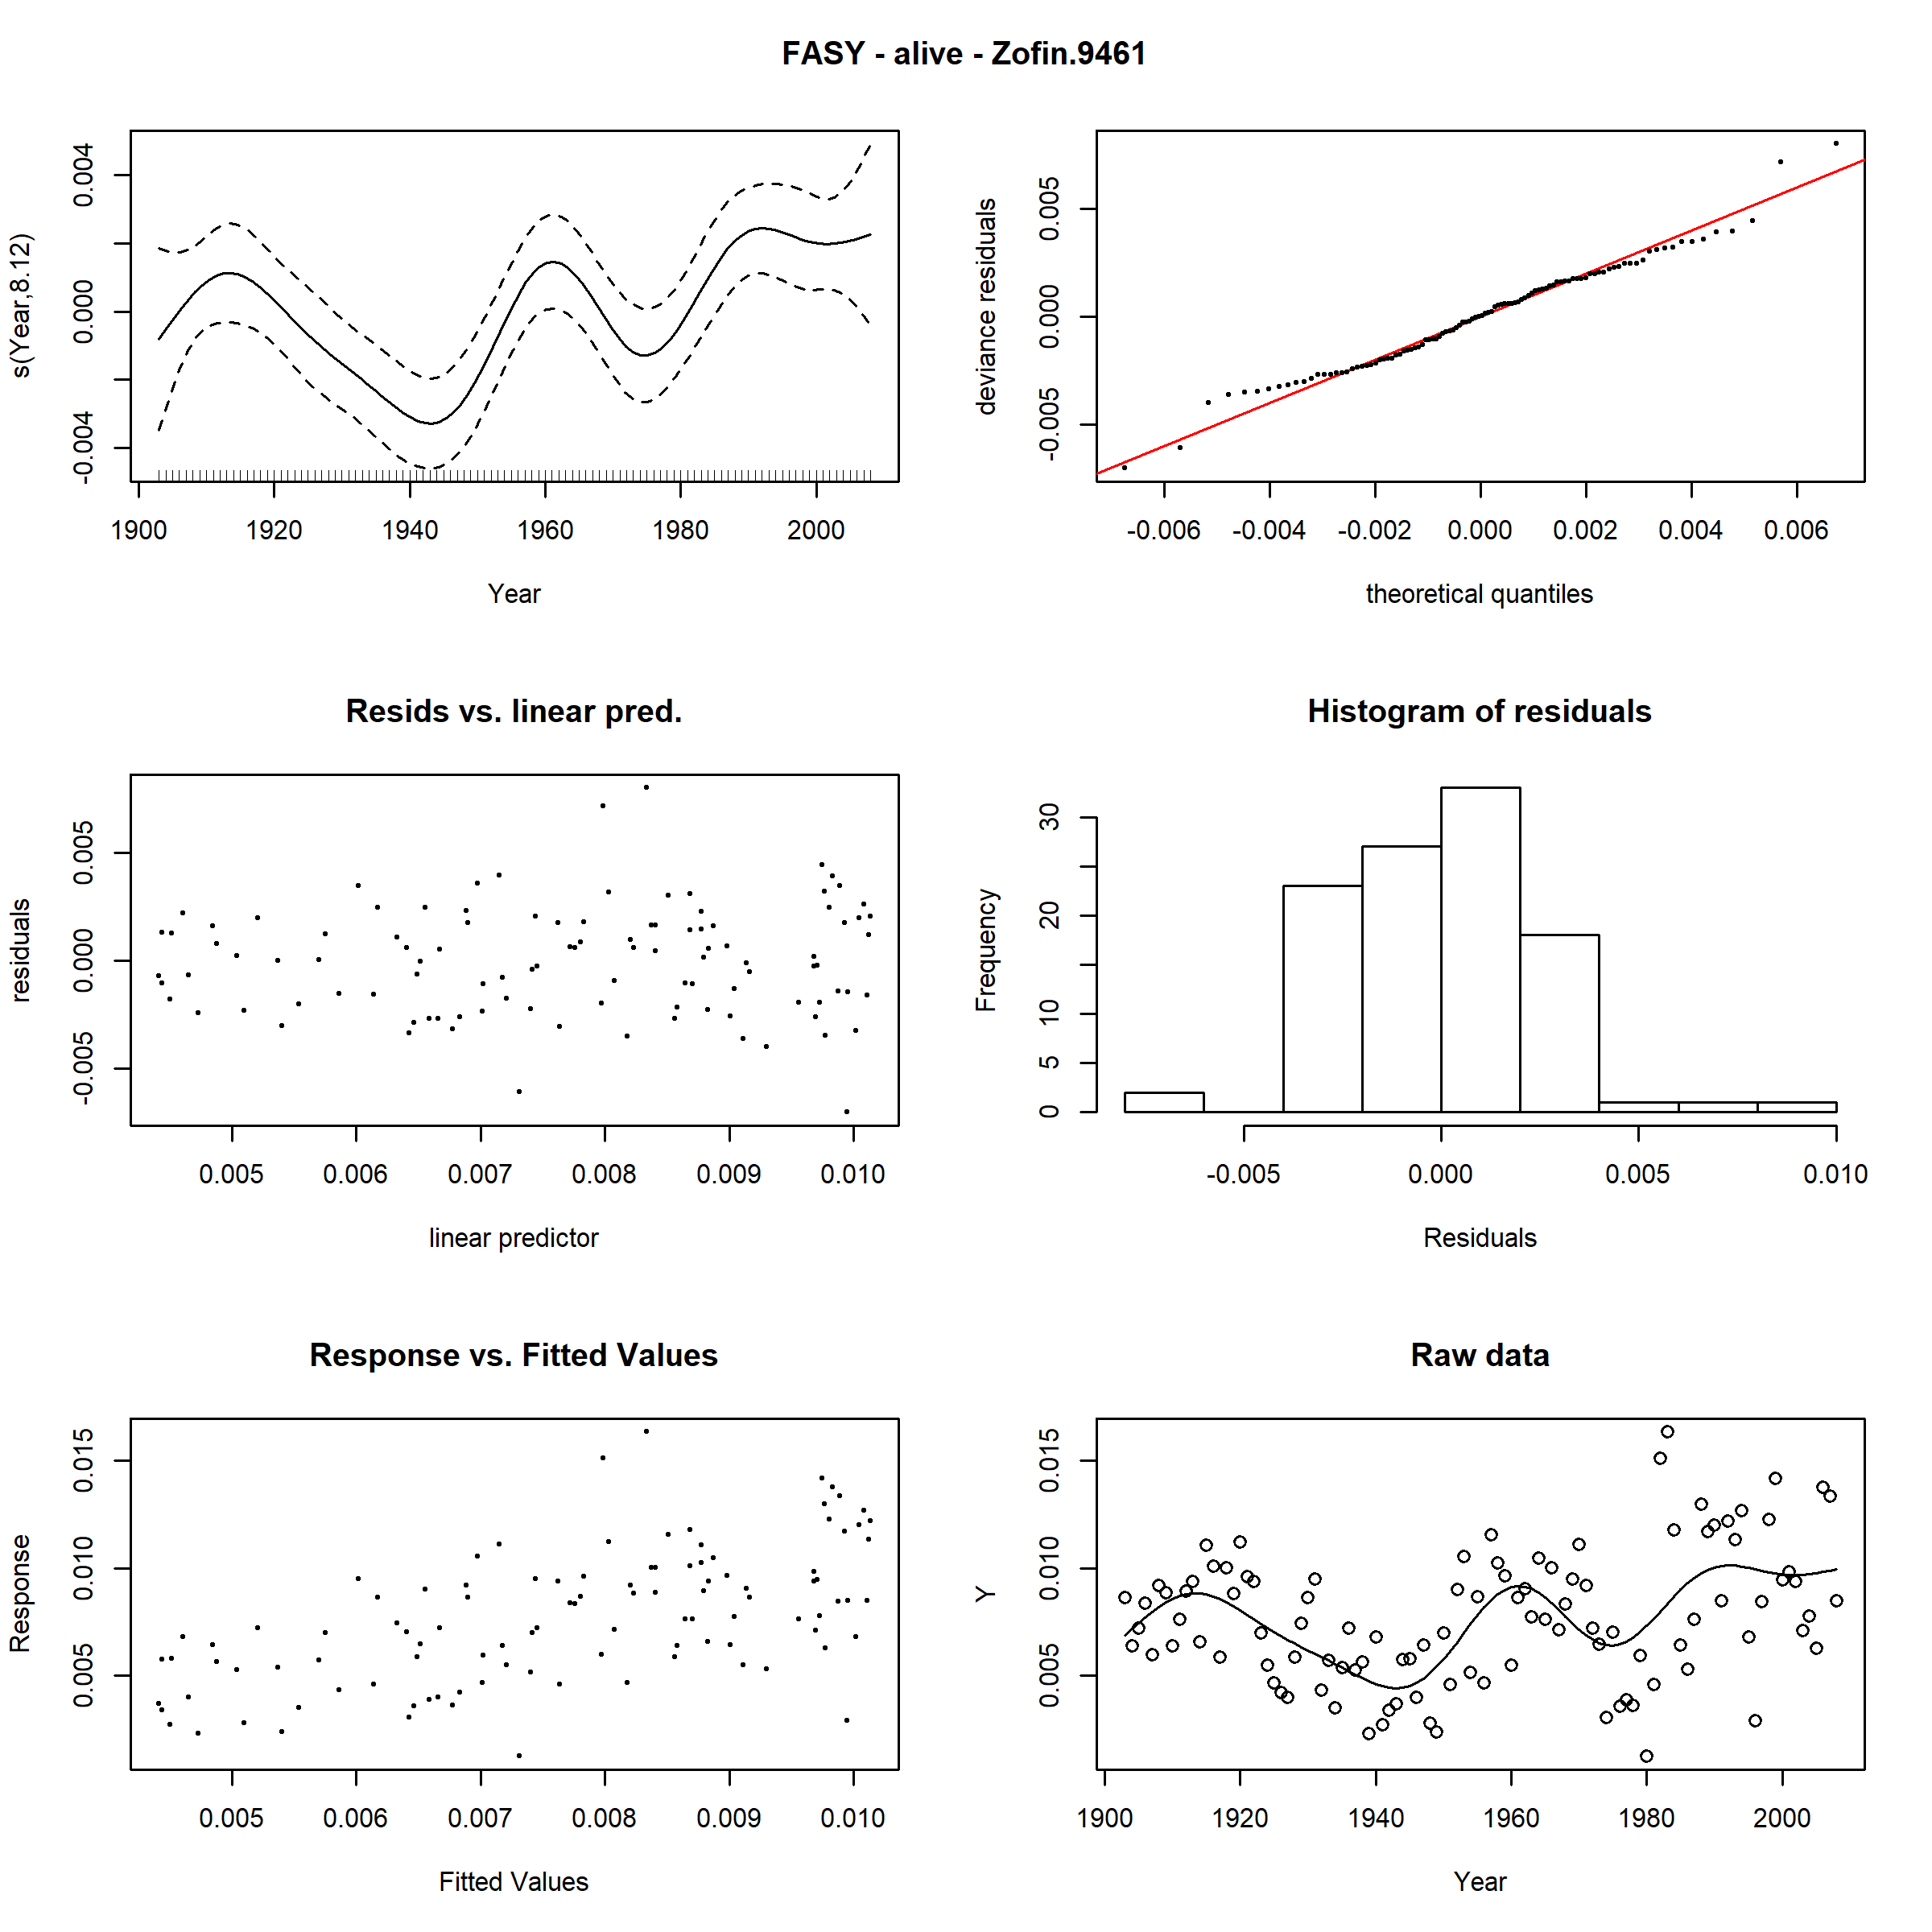 FASY - alive - Zofin.9461
s(Year,8.12)
-0.004 0.000 0.004
1900 1920 1940 1960 1980 2000
Year
deviance residuals
-0.005 0.000 0.005
-0.006 -0.004 -0.002 0.000 0.002 0.004 0.006
theoretical quantiles
Resids vs. linear pred.
residuals
-0.005 0.000 0.005
0.005 0.006 0.007 0.008 0.009 0.010
linear predictor
Histogram of residuals
Frequency
0 5 10 20 30
-0.005 0.000 0.005 0.010
Residuals
Response vs. Fitted Values
Response
0.005 0.010 0.015
0.005 0.006 0.007 0.008 0.009 0.010
Fitted Values
Raw data
Y
0.005 0.010 0.015
1900 1920 1940 1960 1980 2000
Year